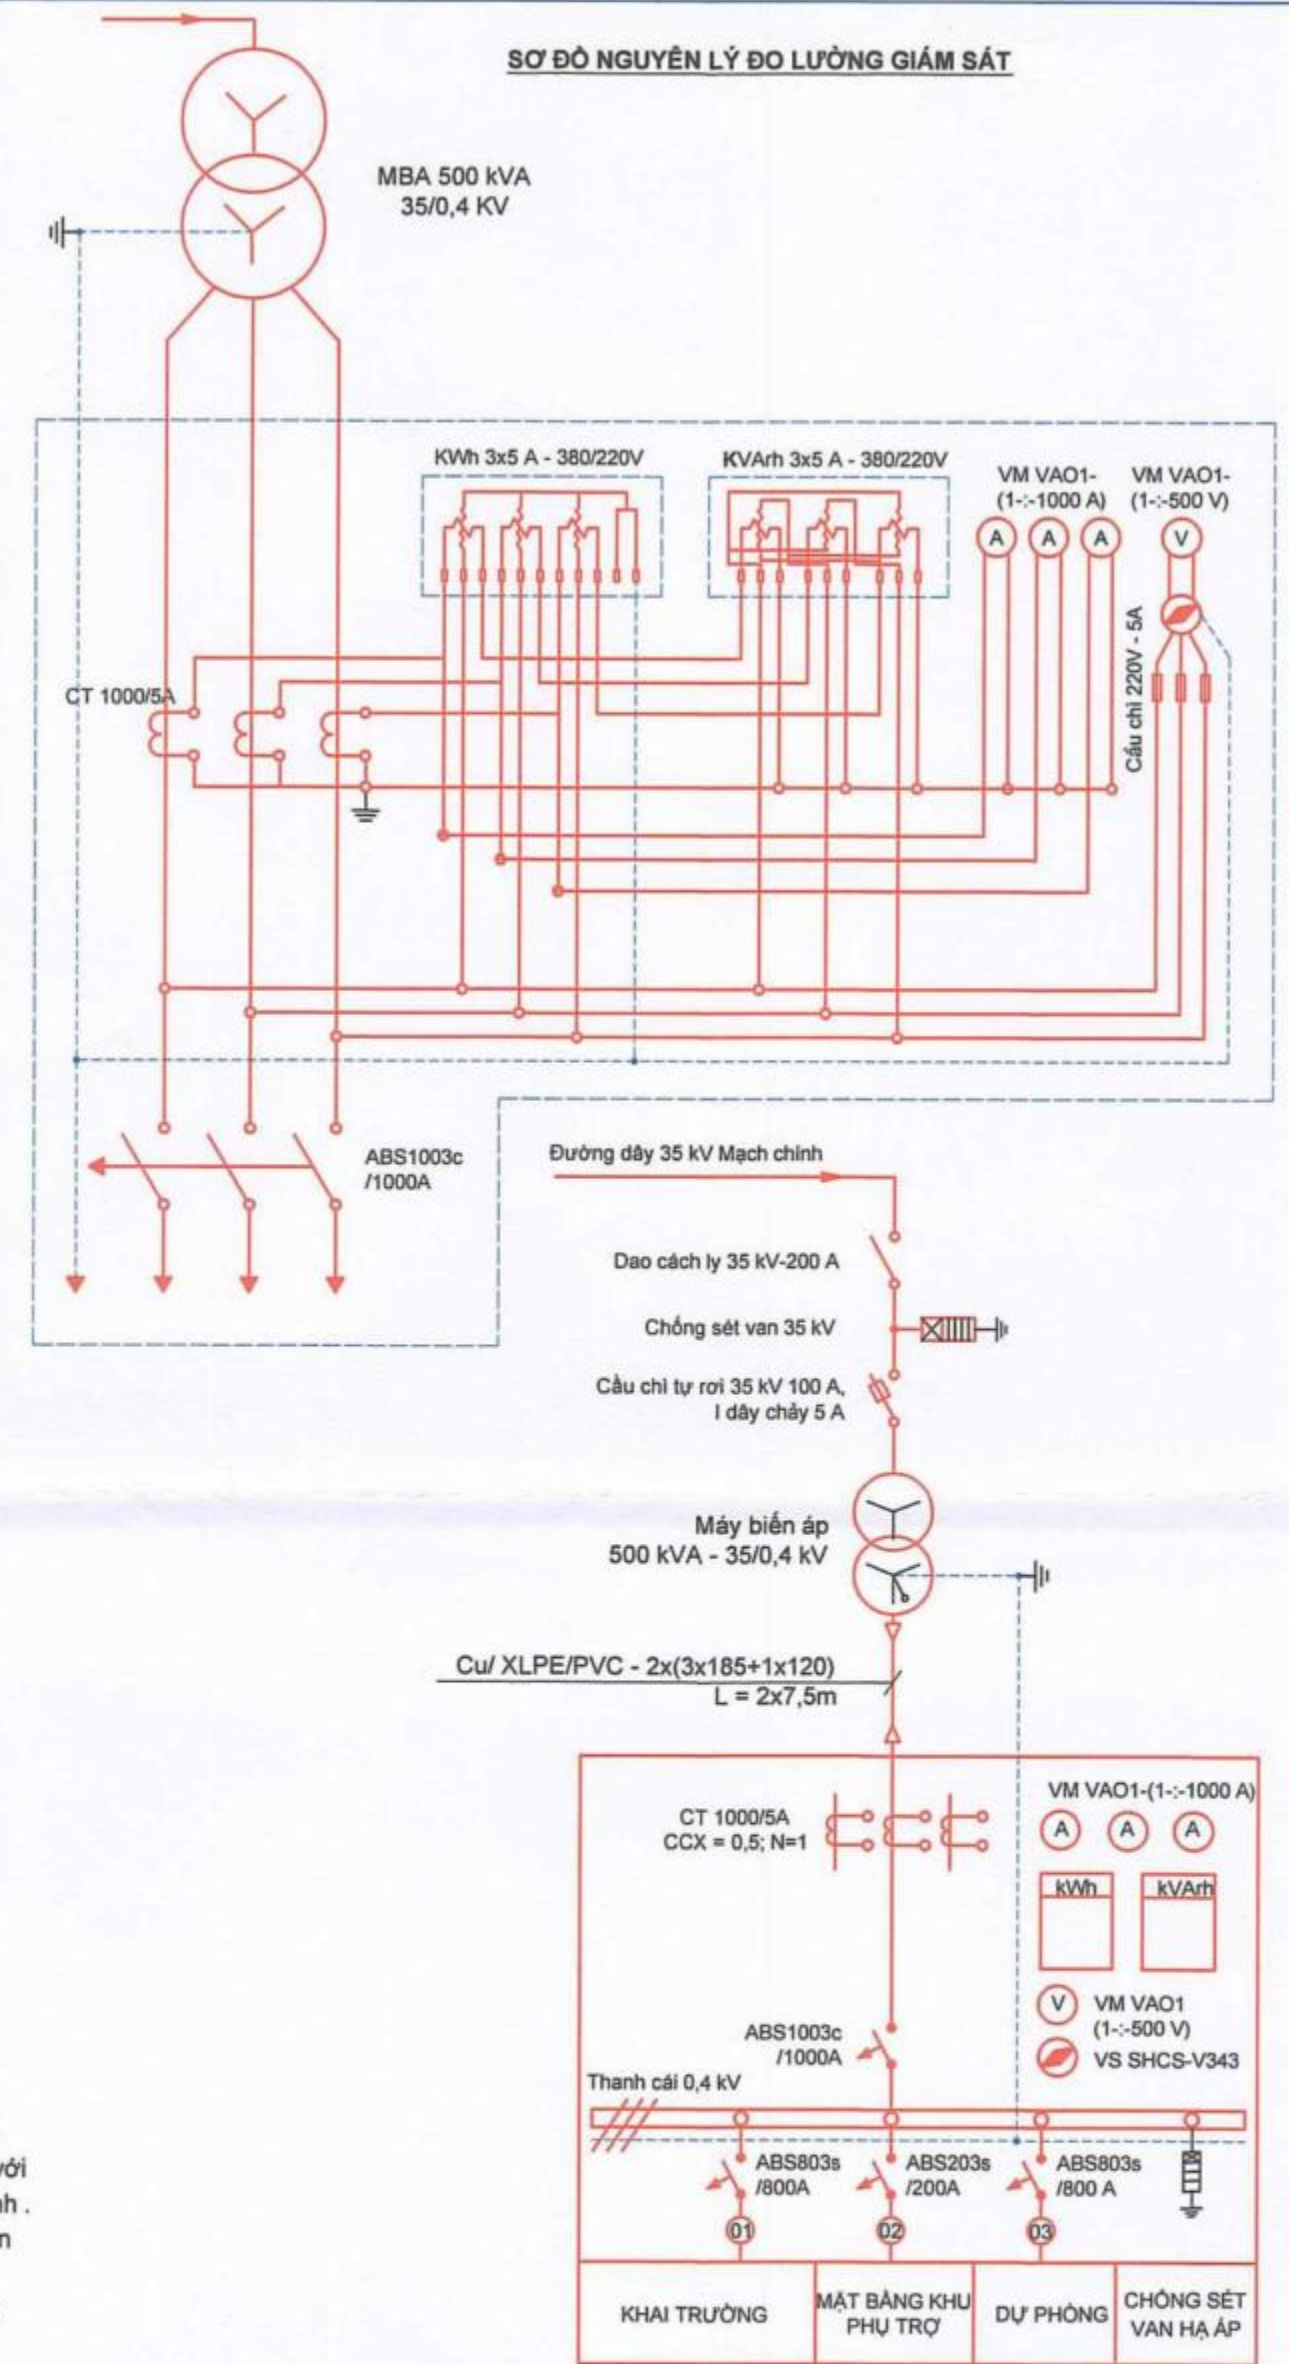 SƠ ĐỒ NGUYÊN LÝ ĐO LƯỜNG GIÁM SÁT
MBA 500 kVA
35/0,4 KV
KWh 3x5 A - 380/220V
KVArh 3x5 A - 380/220V
VM VAO1-
(1-:-1000 A)
VM VAO1-
(1-:-500 V)
A
A
A
V
Cầu chì 220V - 5A
CT 1000/5A
ABS1003c
/1000A
Đường dây 35 kV Mạch chính
Dao cách ly 35 kV-200 A
Chống sét van 35 kV
Cầu chì tự rơi 35 kV 100 A,
I dây chảy 5 A
Máy biến áp
500 kVA - 35/0,4 kV
Cu/ XLPE/PVC - 2x(3x185+1x120)
L = 2x7,5m
CT 1000/5A
CCX = 0,5; N=1
VM VAO1-(1-:-1000 A)
A
A
A
kWh
kVArh
V
VM VAO1
(1-:-500 V)
VS SHCS-V343
ABS1003c
/1000A
Thanh cái 0,4 kV
ABS803s
/800A
ABS203s
/200A
ABS803s
/800 A
01
02
03
KHAI TRƯỜNG
MẶT BẰNG KHU
PHỤ TRỢ
DỰ PHÒNG
CHỐNG SÉT
VAN HẠ ÁP